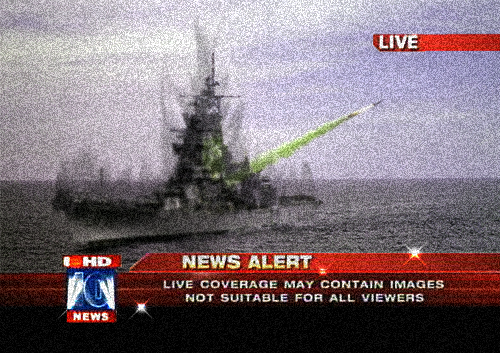 LIVE
HD
NEWS ALERT
LIVE COVERAGE MAY CONTAIN IMAGES
NOT SUITABLE FOR ALL VIEWERS
NEWS